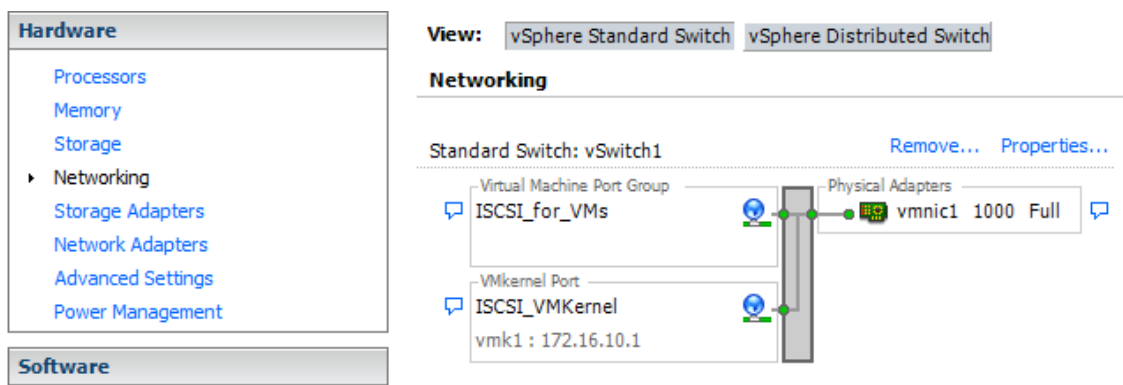 Hardware
Processors
Memory
Storage
Networking
Storage Adapters
Network Adapters
Advanced Settings
Power Management
Software
View: vSphere Standard Switch vSphere Distributed Switch
Networking
Standard Switch: vSwitch1 Remove... Properties...
Virtual Machine Port Group
ISCSI_for_VMs
Physical Adapters
vmnic1 1000 Full
VMkernel Port
ISCSI_VMKernel
vmk1 : 172.16.10.1